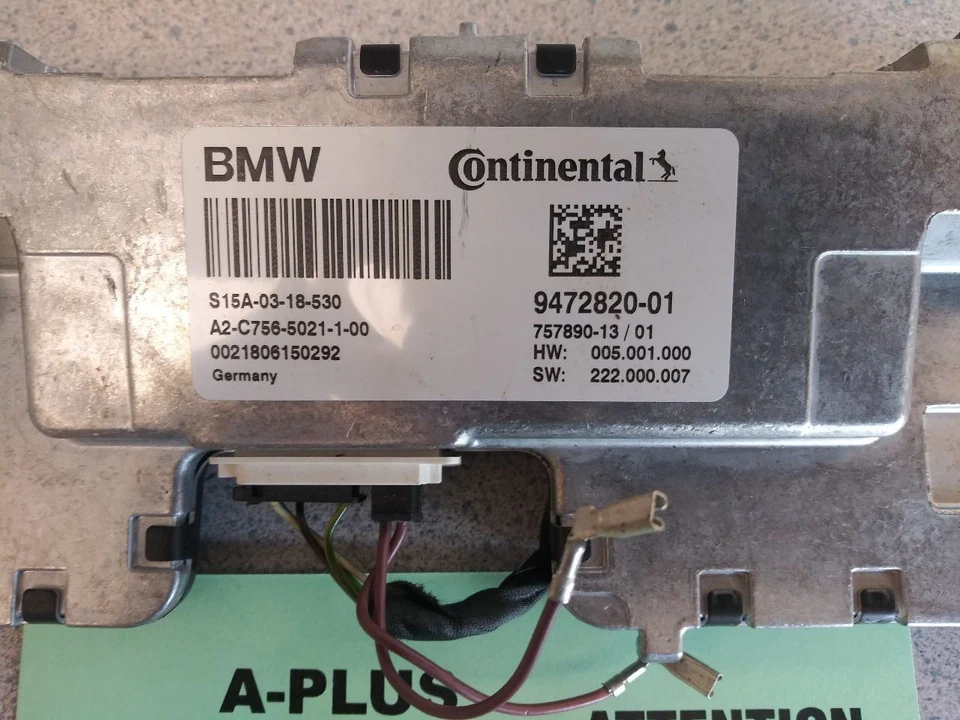 BMW
Continental
S15A-03-18-530
A2-C756-5021-1-00
0021806150292
Germany
9472820-01
757890-13 / 01
HW: 005.001.000
SW: 222.000.007
A-PLUS
ATTENTION